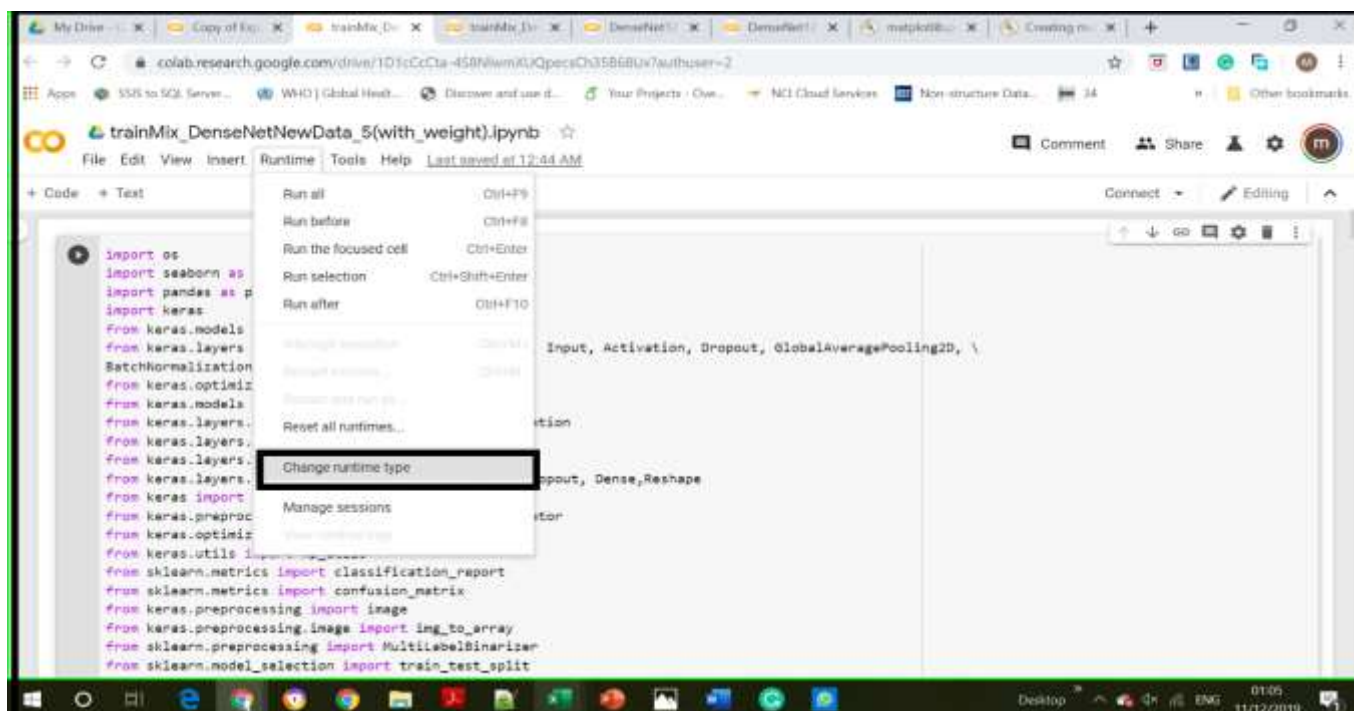 My Drive Copy of Exp trainMix_De trainMix_De DenseNet1 DenseNet1 matplotlib Creating m
colab.research.google.com/drive/
Apps SSIS to SQL Server... WHO | Global Healt... Discover and use d... Your Projects - Ove... NCI Cloud Services Non-structure Data... 34 Other bookmarks
CO trainMix_DenseNetNewData_5(with_weight).ipynb
Comment Share m
File Edit View Insert Runtime Tools Help Last saved at 12:44 AM
+ Code + Text Connect Editing
Run all Ctrl+F9
Run before Ctrl+F8
Run the focused cell Ctrl+Enter
Run selection Ctrl+Shift+Enter
Run after Ctrl+F10
Reset all runtimes...
Change runtime type
Manage sessions
import os
import seaborn as
import pandas as p
import keras
from keras.models
from keras.layers Input, Activation, Dropout, GlobalAveragePooling2D, \
BatchNormalization
from keras.optimiz
from keras.models
from keras.layers. tion
from keras.layers.
from keras.layers.
from keras.layers. opout, Dense,Reshape
from keras import
from keras.preproc tor
from keras.optimiz
from keras.utils
from sklearn.metrics import classification_report
from sklearn.metrics import confusion_matrix
from keras.preprocessing import image
from keras.preprocessing.image import img_to_array
from sklearn.preprocessing import MultiLabelBinarizer
from sklearn.model_selection import train_test_split
Desktop ENG 01:05
11/12/2019